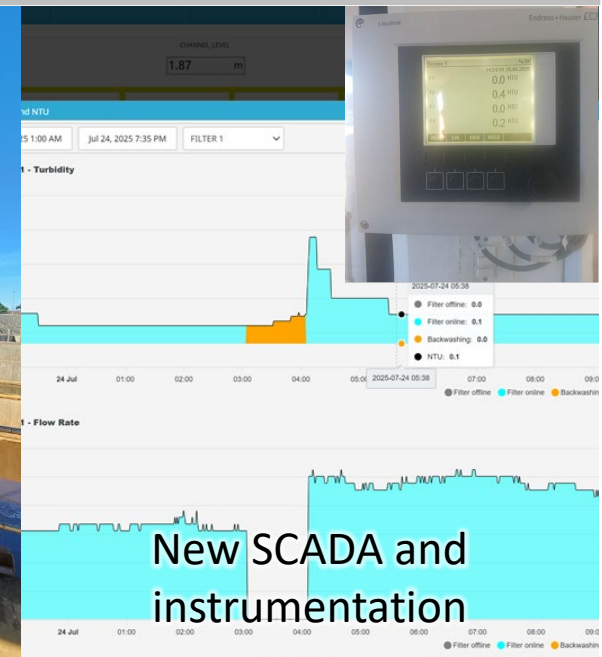 CHANNEL_LEVEL
1.87 m
nd NTU
25 1:00 AM
Jul 24, 2025 7:35 PM
FILTER 1
1 - Turbidity
Endress+Hauser
Liquiline
0.0 NTU
0.4 NTU
0.0 NTU
0.2 NTU
2025-07-24 05:38
Filter offline: 0.0
Filter online: 0.1
Backwashing: 0.0
NTU: 0.1
24 Jul 01:00 02:00 03:00 04:00 05:00 2025-07-24 05:38 07:00 08:00 09:0
Filter offline Filter online Backwashin
1 - Flow Rate
New SCADA and
instrumentation
24 Jul 01:00 02:00 03:00 04:00 05:00 06:00 07:00 08:00 09:0
Filter offline Filter online Backwashin